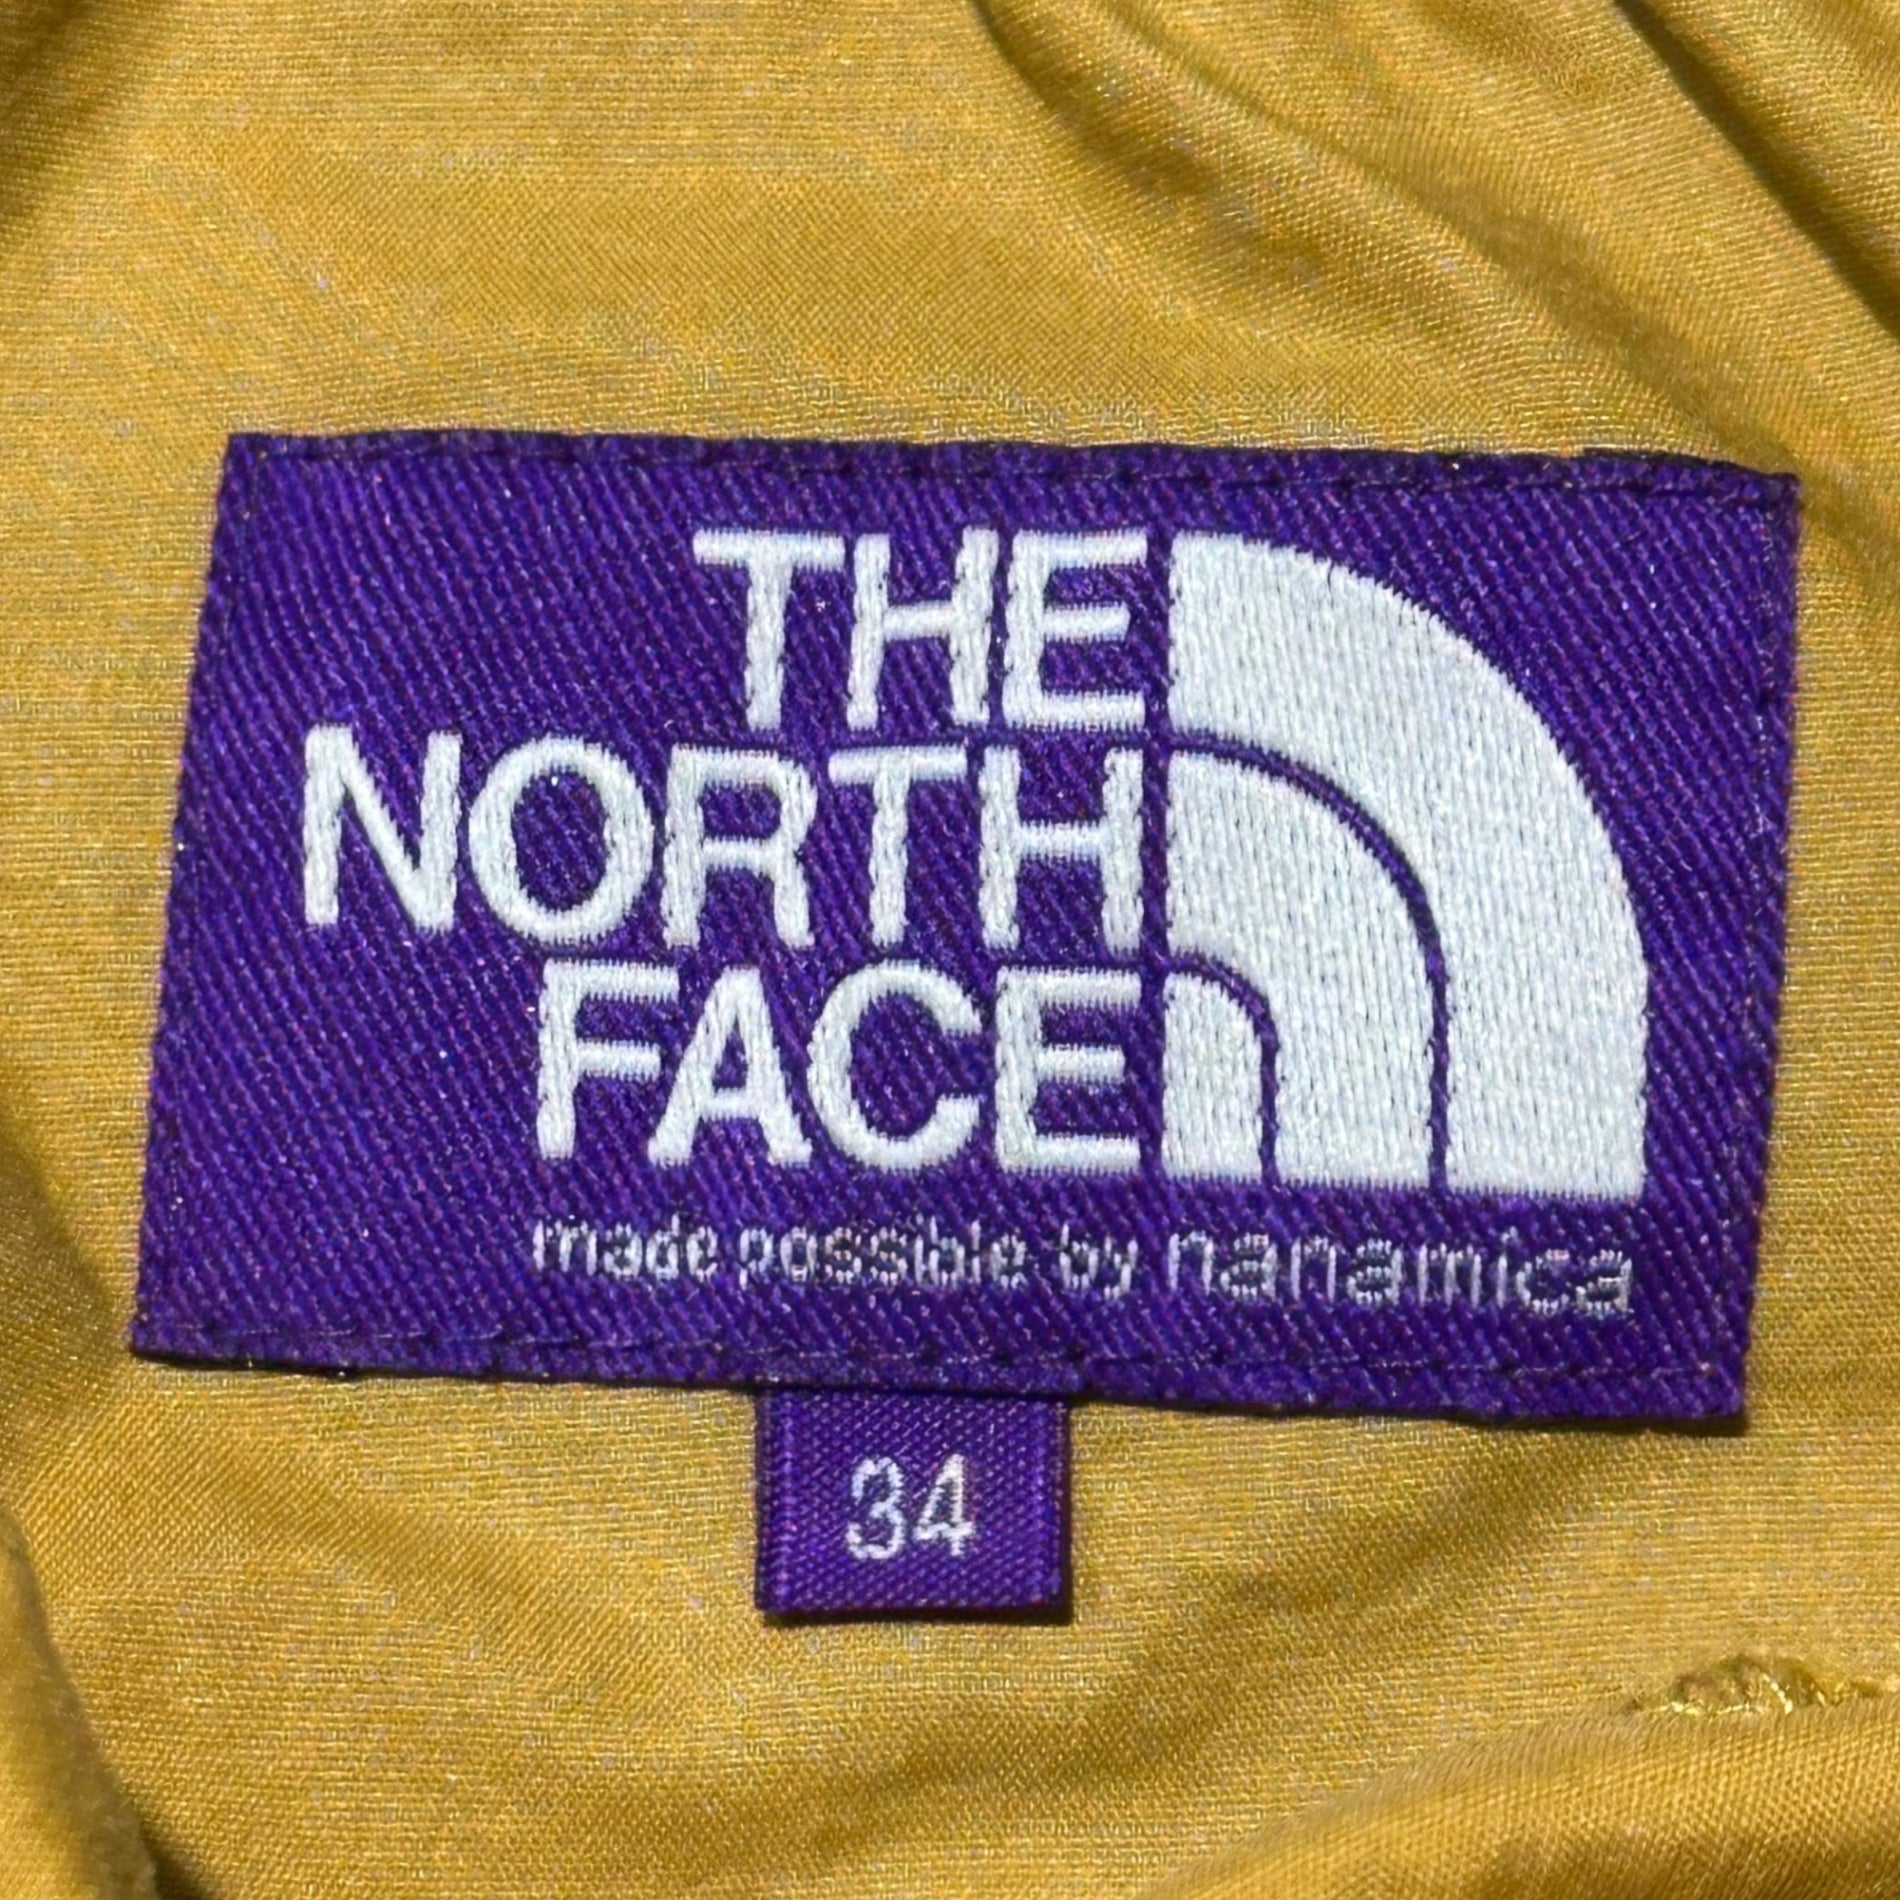 THE
NORTH
FACE
made possible by nanamica
34